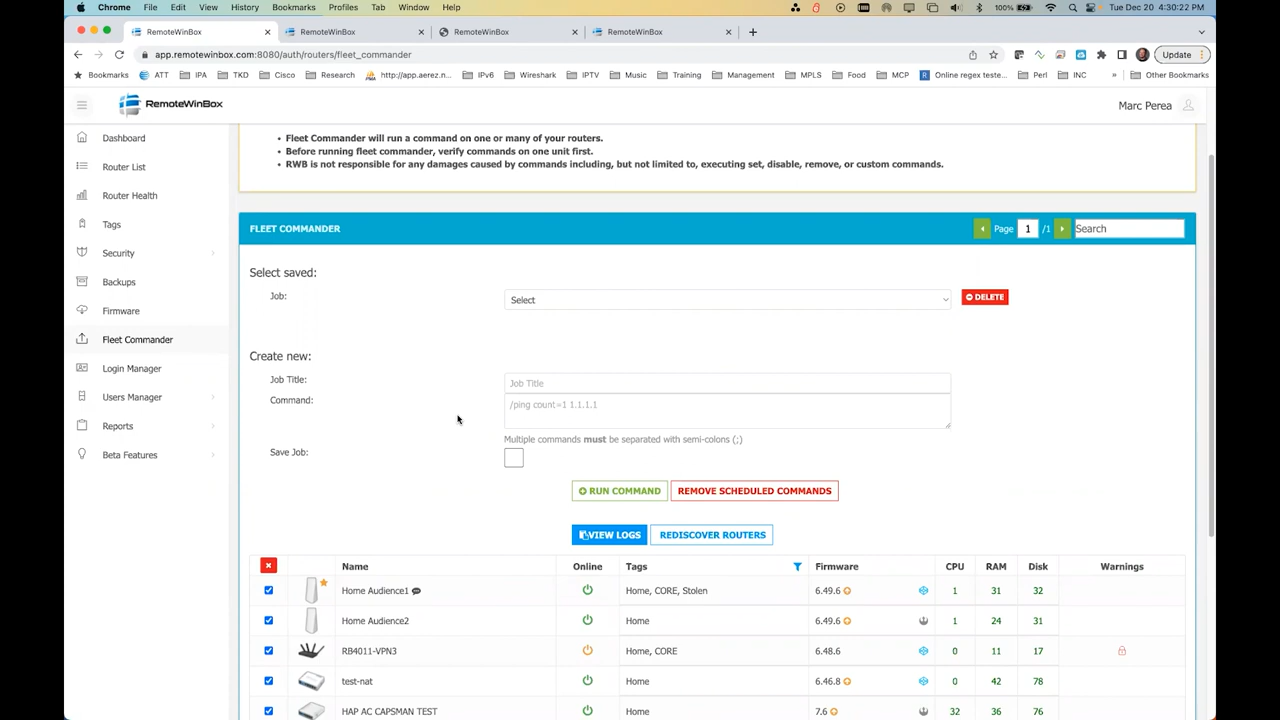 Chrome File Edit View History Bookmarks Profiles Tab Window Help 100% Tue Dec 20 4:30:22 PM
RemoteWinBox RemoteWinBox RemoteWinBox RemoteWinBox
app.remotewinbox.com:8080/auth/routers/fleet_commander Update
Bookmarks ATT IPA TKD Cisco Research http://app.aerez.n... IPv6 Wireshark IPTV Music Training Management MPLS Food MCP Online regex teste... Perl INC » Other Bookmarks
RemoteWinBox Marc Perea
Dashboard
Router List
Router Health
Tags
Security
Backups
Firmware
Fleet Commander
Login Manager
Users Manager
Reports
Beta Features
• Fleet Commander will run a command on one or many of your routers.
• Before running fleet commander, verify commands on one unit first.
• RWB is not responsible for any damages caused by commands including, but not limited to, executing set, disable, remove, or custom commands.
FLEET COMMANDER Page 1 /1 Search
Select saved:
Job: Select DELETE
Create new:
Job Title: Job Title
Command: /ping count=1 1.1.1.1
Multiple commands must be separated with semi-colons (;)
Save Job:
RUN COMMAND REMOVE SCHEDULED COMMANDS
VIEW LOGS REDISCOVER ROUTERS
Name Online Tags Firmware CPU RAM Disk Warnings
Home Audience1 Home, CORE, Stolen 6.49.6 1 31 32
Home Audience2 Home 6.49.6 1 24 31
RB4011-VPN3 Home, CORE 6.48.6 0 11 17
test-nat Home 6.46.8 0 42 78
HAP AC CAPSMAN TEST Home 7.6 32 36 76